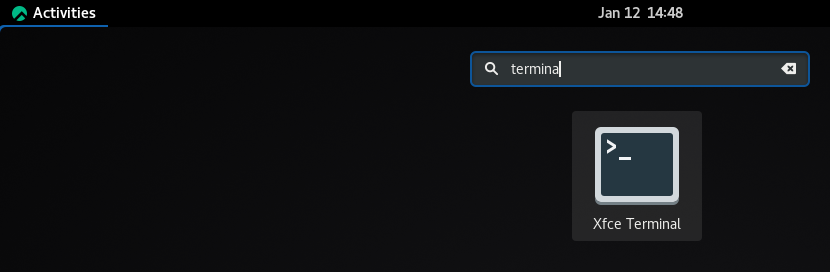 Activities
Jan 12 14:48
termina
>_
Xfce Terminal